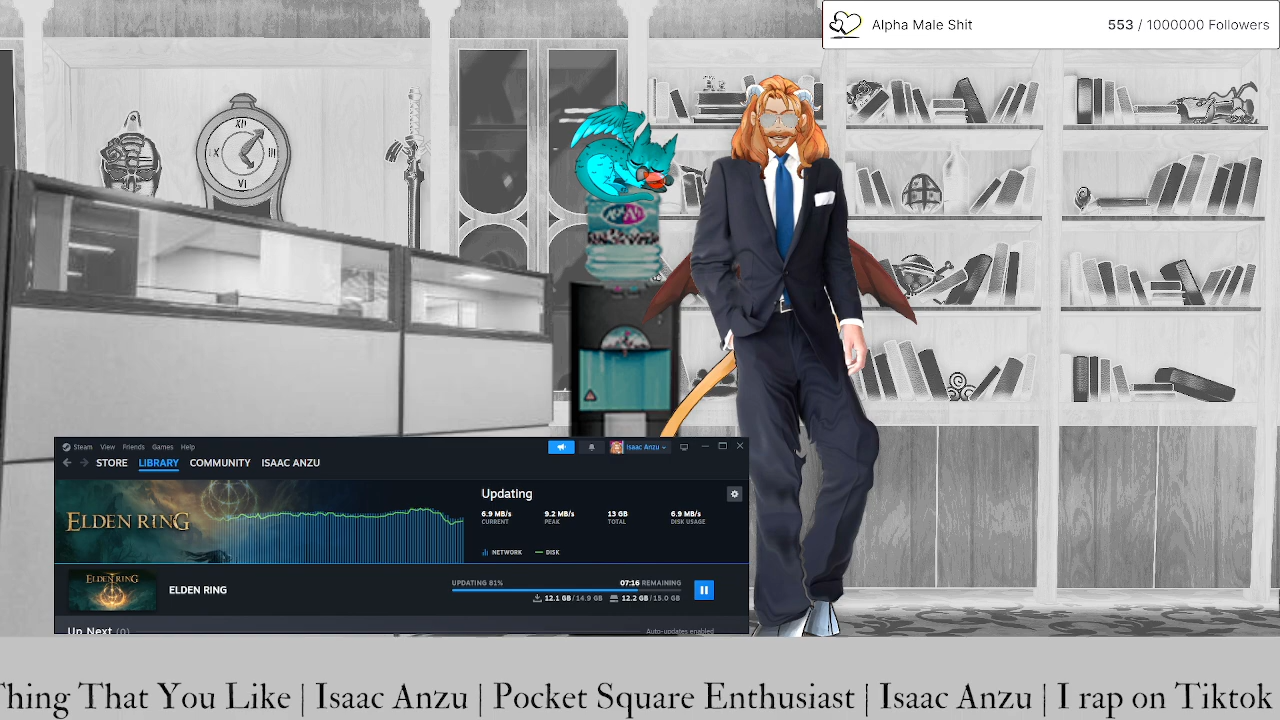 Alpha Male Shit
553 / 1000000 Followers
XII
III
VI
IX
Steam View Friends Games Help
Isaac Anzu
STORE LIBRARY COMMUNITY ISAAC ANZU
ELDEN RING
Updating
6.9 MB/s 9.2 MB/s 13 GB 6.9 MB/s
CURRENT PEAK TOTAL DISK USAGE
NETWORK DISK
ELDEN RING
ELDEN RING
UPDATING 81% 07:16 REMAINING
12.1 GB / 14.9 GB 12.2 GB / 15.0 GB
Up Next (0) Auto-updates enabled
Thing That You Like | Isaac Anzu | Pocket Square Enthusiast | Isaac Anzu | I rap on Tiktok